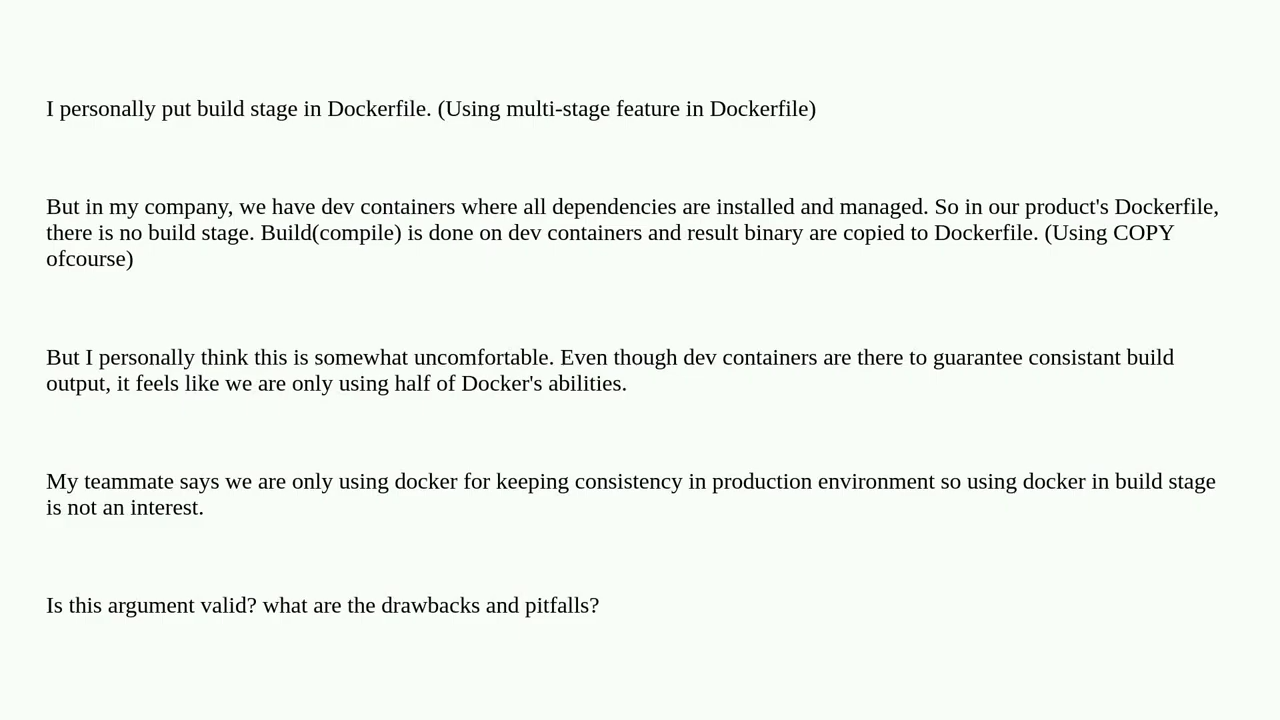 I personally put build stage in Dockerfile. (Using multi-stage feature in Dockerfile)
But in my company, we have dev containers where all dependencies are installed and managed. So in our product's Dockerfile,
there is no build stage. Build(compile) is done on dev containers and result binary are copied to Dockerfile. (Using COPY
ofcourse)
But I personally think this is somewhat uncomfortable. Even though dev containers are there to guarantee consistant build
output, it feels like we are only using half of Docker's abilities.
My teammate says we are only using docker for keeping consistency in production environment so using docker in build stage
is not an interest.
Is this argument valid? what are the drawbacks and pitfalls?